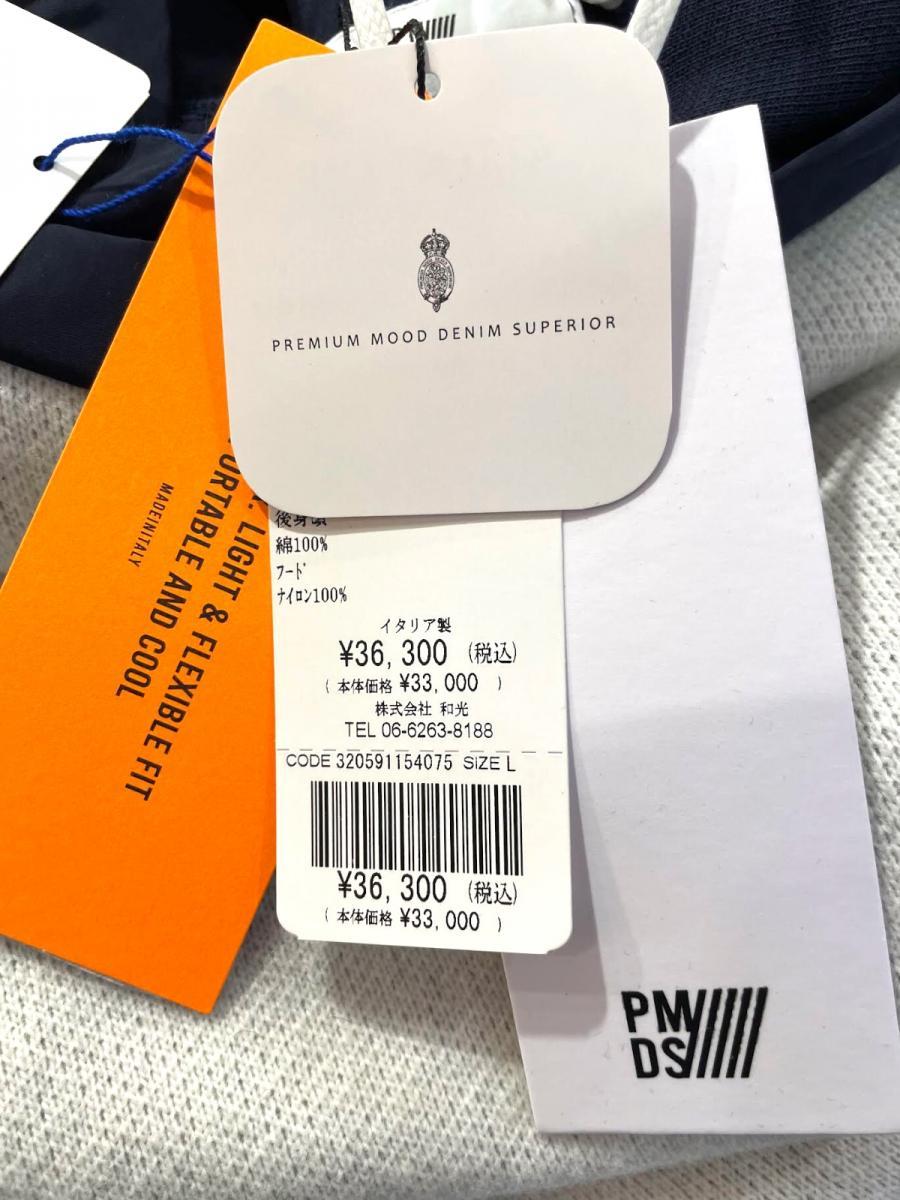 PREMIUM MOOD DENIM SUPERIOR
LIGHT & FLEXIBLE FIT
AND COOL
MADEINITALY
後身頃
綿100%
フード
ナイロン100%
イタリア製
¥36,300 (税込)
( 本体価格 ¥33,000 )
株式会社 和光
TEL 06-6263-8188
CODE 320591154075 SIZE L
¥36,300 (税込)
( 本体価格 ¥33,000 )
PM
DS